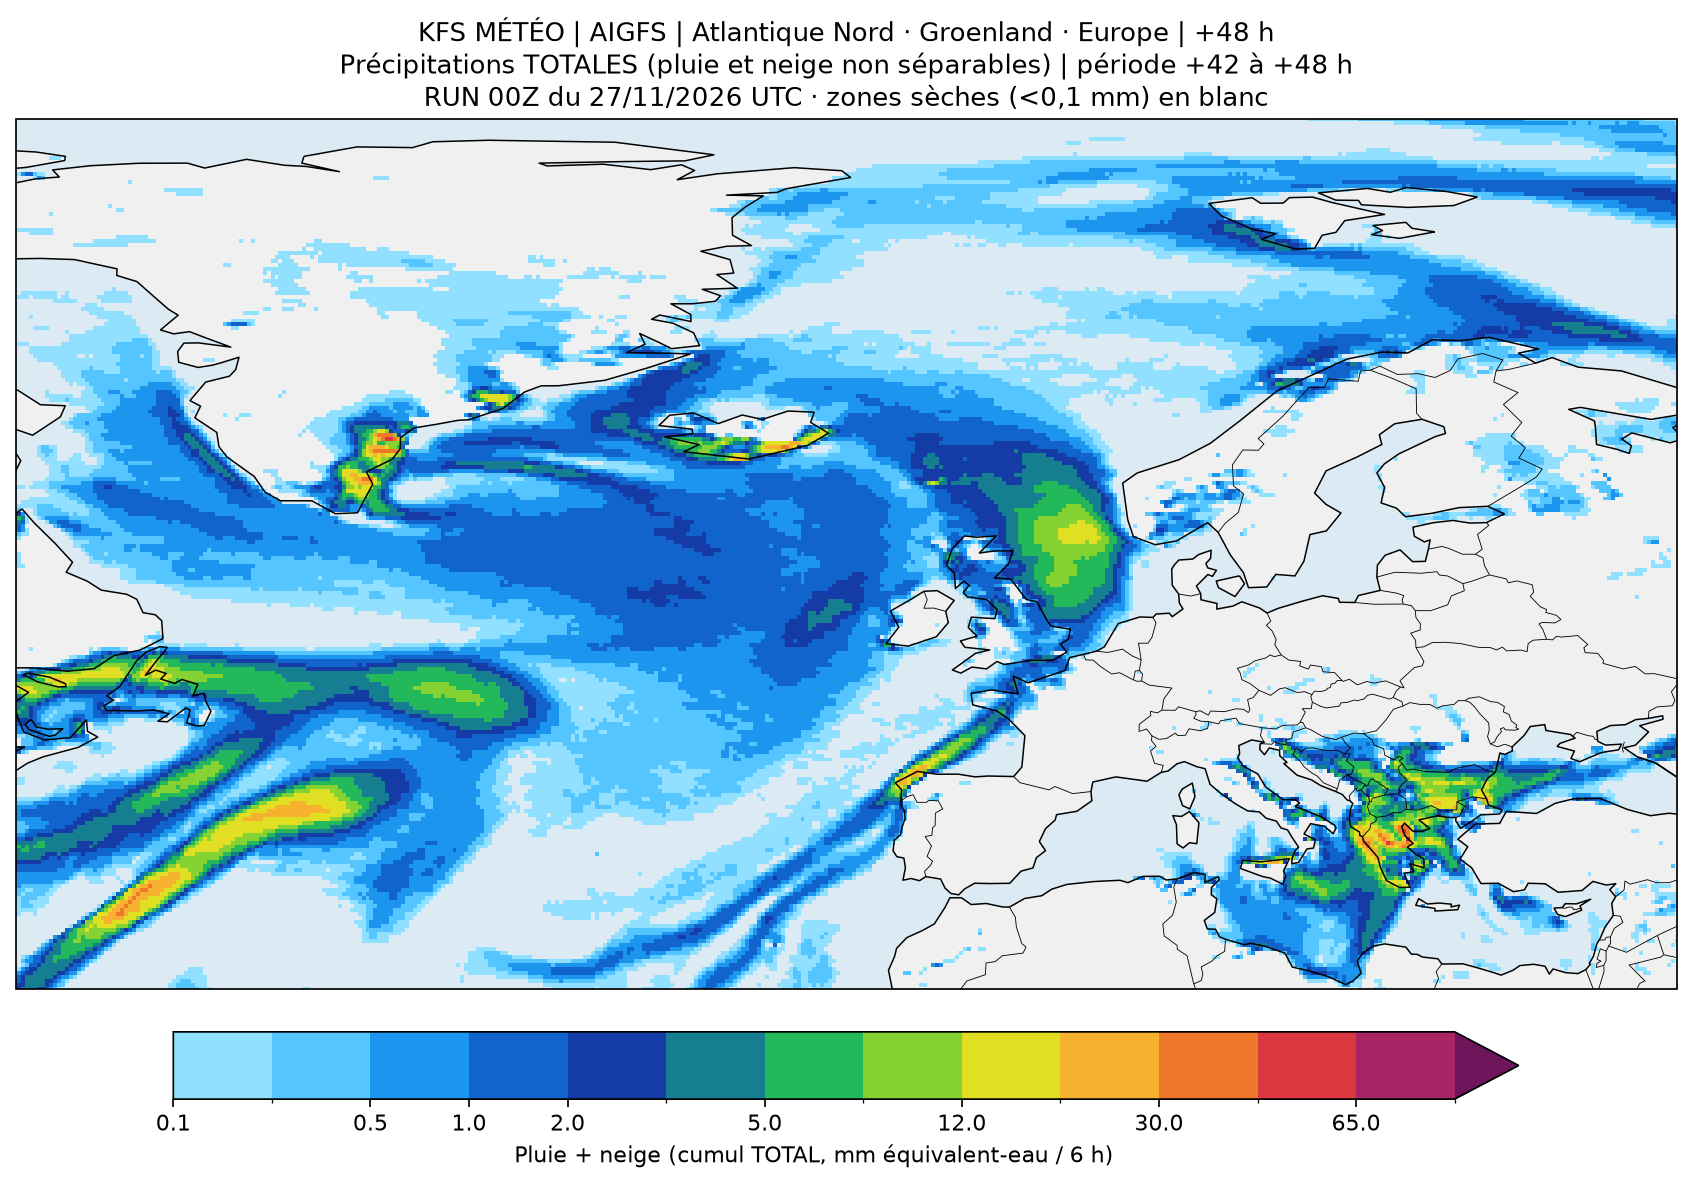 KFS MÉTÉO | AIGFS | Atlantique Nord · Groenland · Europe | +48 h
Précipitations TOTALES (pluie et neige non séparables) | période +42 à +48 h
RUN 00Z du 27/11/2026 UTC · zones sèches (<0,1 mm) en blanc
0.1 0.5 1.0 2.0 5.0 12.0 30.0 65.0
Pluie + neige (cumul TOTAL, mm équivalent-eau / 6 h)